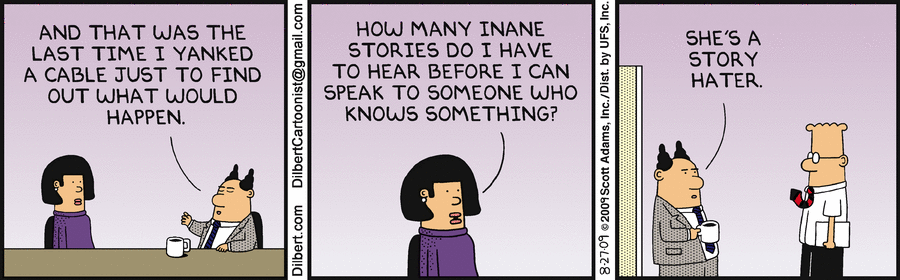 AND THAT WAS THE
LAST TIME I YANKED
A CABLE JUST TO FIND
OUT WHAT WOULD
HAPPEN.
Dilbert.com DilbertCartoonist@gmail.com
HOW MANY INANE
STORIES DO I HAVE
TO HEAR BEFORE I CAN
SPEAK TO SOMEONE WHO
KNOWS SOMETHING?
8-27-09 ©2009 Scott Adams, Inc./Dist. by UFS, Inc.
SHE'S A
STORY
HATER.